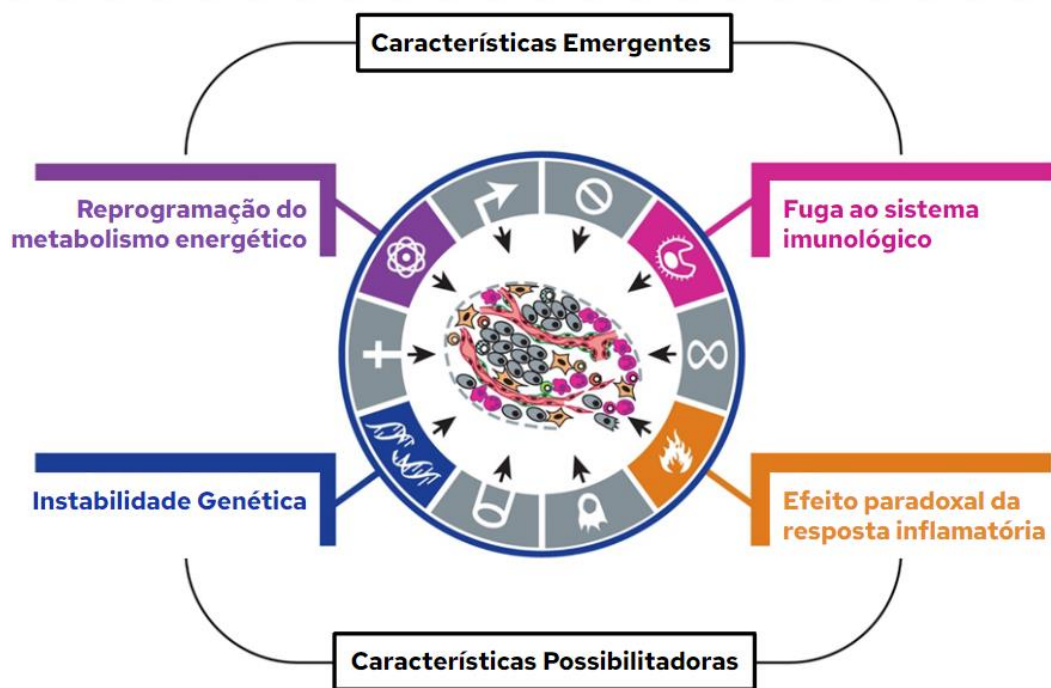 Características Emergentes
Reprogramação do
metabolismo energético
Fuga ao sistema
imunológico
Instabilidade Genética
Efeito paradoxal da
resposta inflamatória
Características Possibilitadoras